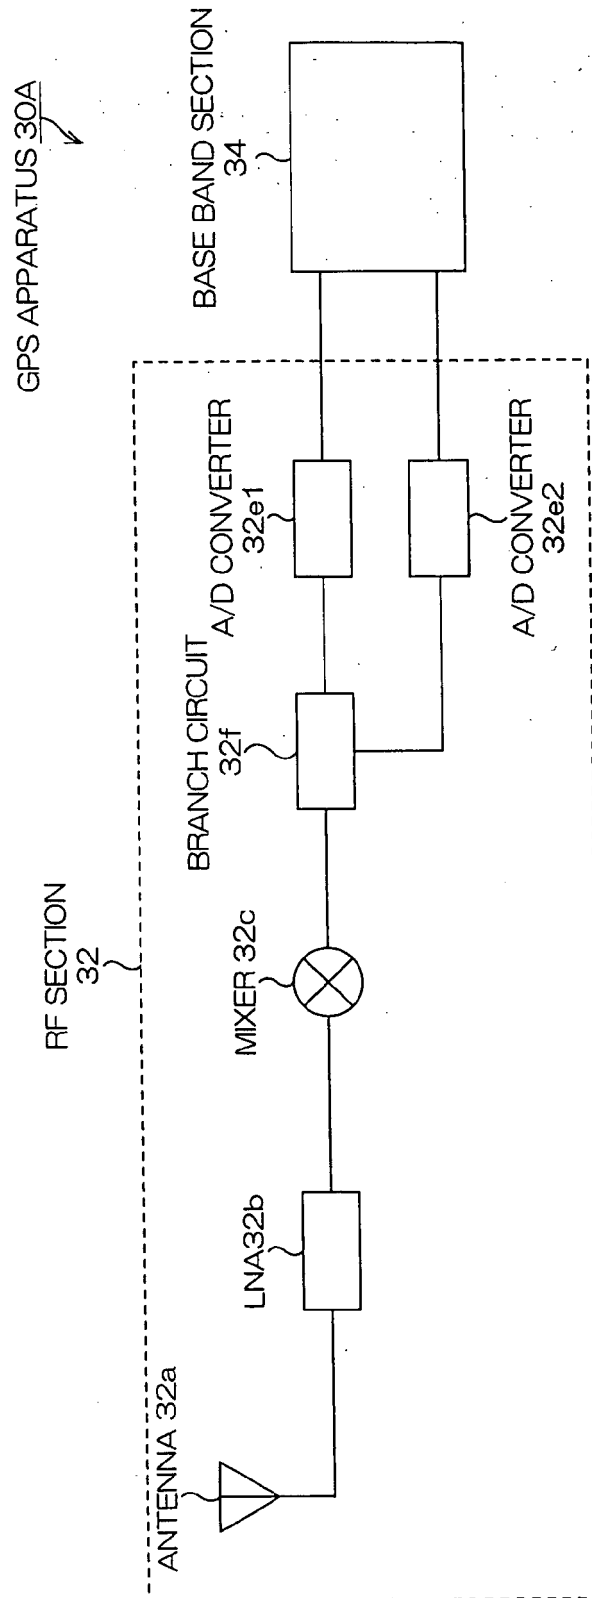 GPS APPARATUS 30A
RF SECTION
32
ANTENNA 32a
LNA32b
MIXER 32c
BRANCH CIRCUIT
32f
A/D CONVERTER
32e1
A/D CONVERTER
32e2
BASE BAND SECTION
34